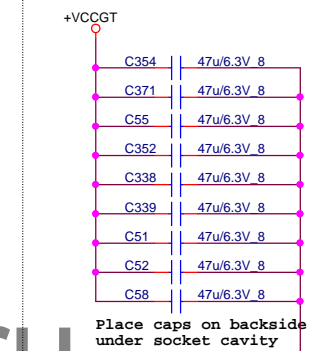 +VCCGT
C354 47u/6.3V_8
C371 47u/6.3V_8
C55 47u/6.3V_8
C352 47u/6.3V_8
C338 47u/6.3V_8
C339 47u/6.3V_8
C51 47u/6.3V_8
C52 47u/6.3V_8
C58 47u/6.3V_8
Place caps on backside
under socket cavity